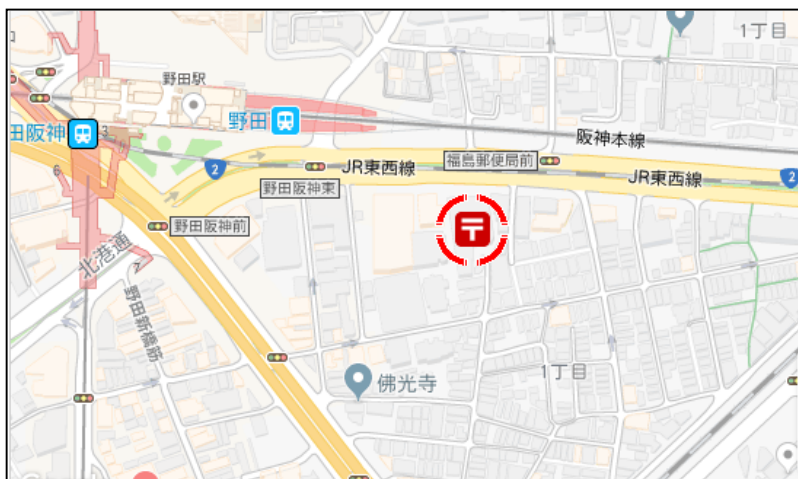 1丁目
野田駅
野田
田阪神
3
阪神本線
2
JR東西線
福島郵便局前
JR東西線
2
野田阪神東
6
野田阪神前
〒
北港通
7
野田新橋筋
佛光寺
1丁目